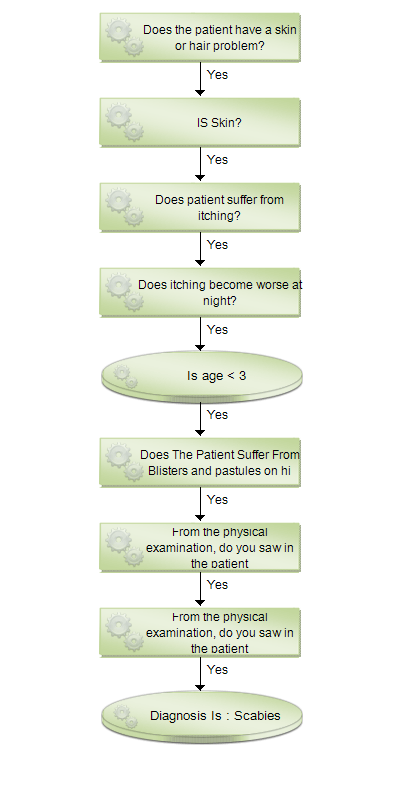 Does the patient have a skin
or hair problem?
Yes
IS Skin?
Yes
Does patient suffer from
itching?
Yes
Does itching become worse at
night?
Yes
Is age < 3
Yes
Does The Patient Suffer From
Blisters and pastules on hi
Yes
From the physical
examination, do you saw in
the patient
Yes
From the physical
examination, do you saw in
the patient
Yes
Diagnosis Is : Scabies